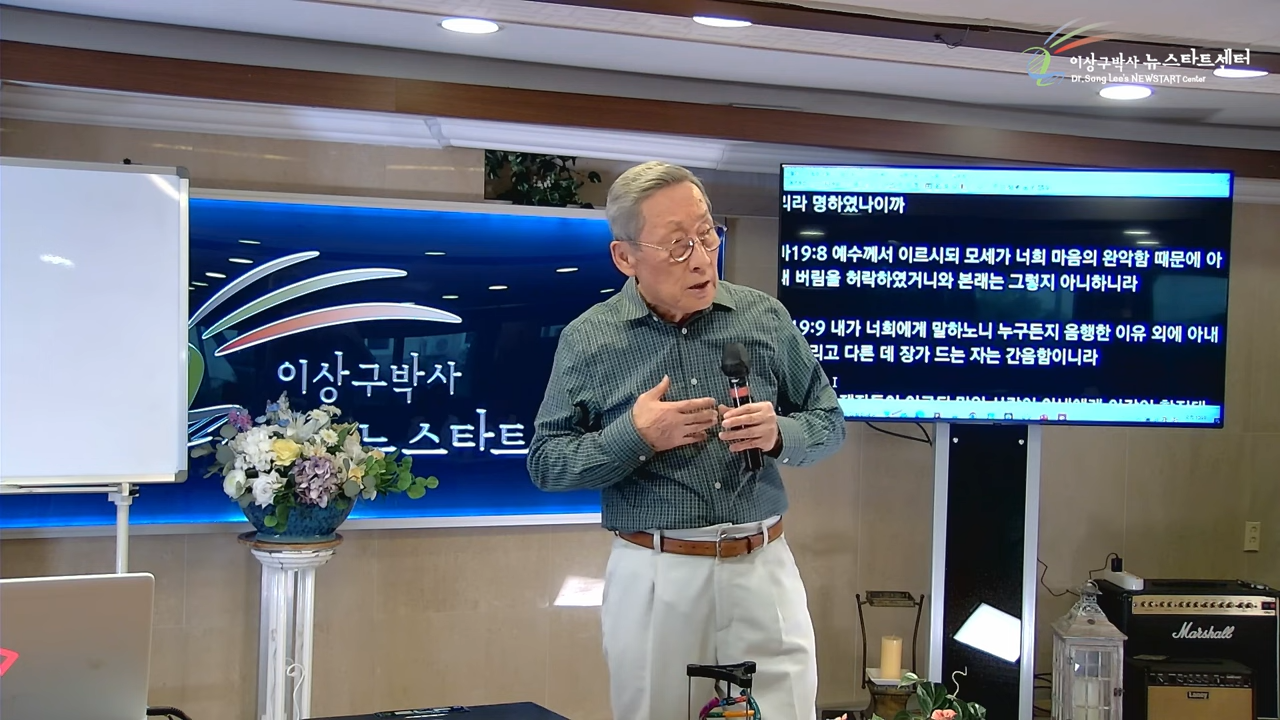 이상구박사 뉴스타트센터
Dr. Sang Lee's NEWSTART Center
이상구박사
뉴스타트
리라 명하였나이까
19:8 예수께서 이르시되 모세가 너희 마음의 완악함 때문에 아
내 버림을 허락하였거니와 본래는 그렇지 아니하니라
19:9 내가 너희에게 말하노니 누구든지 음행한 이유 외에 아내
리고 다른 데 장가 드는 자는 간음함이니라
Marshall
Laney